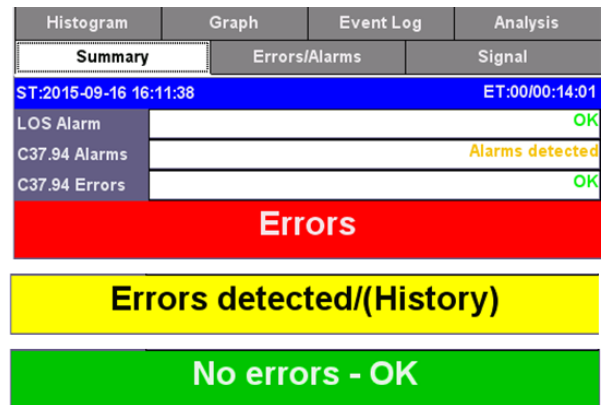 Histogram Graph Event Log Analysis
Summary Errors/Alarms Signal
ST:2015-09-16 16:11:38 ET:00/00:14:01
LOS Alarm OK
C37.94 Alarms Alarms detected
C37.94 Errors OK
Errors
Errors detected/(History)
No errors - OK